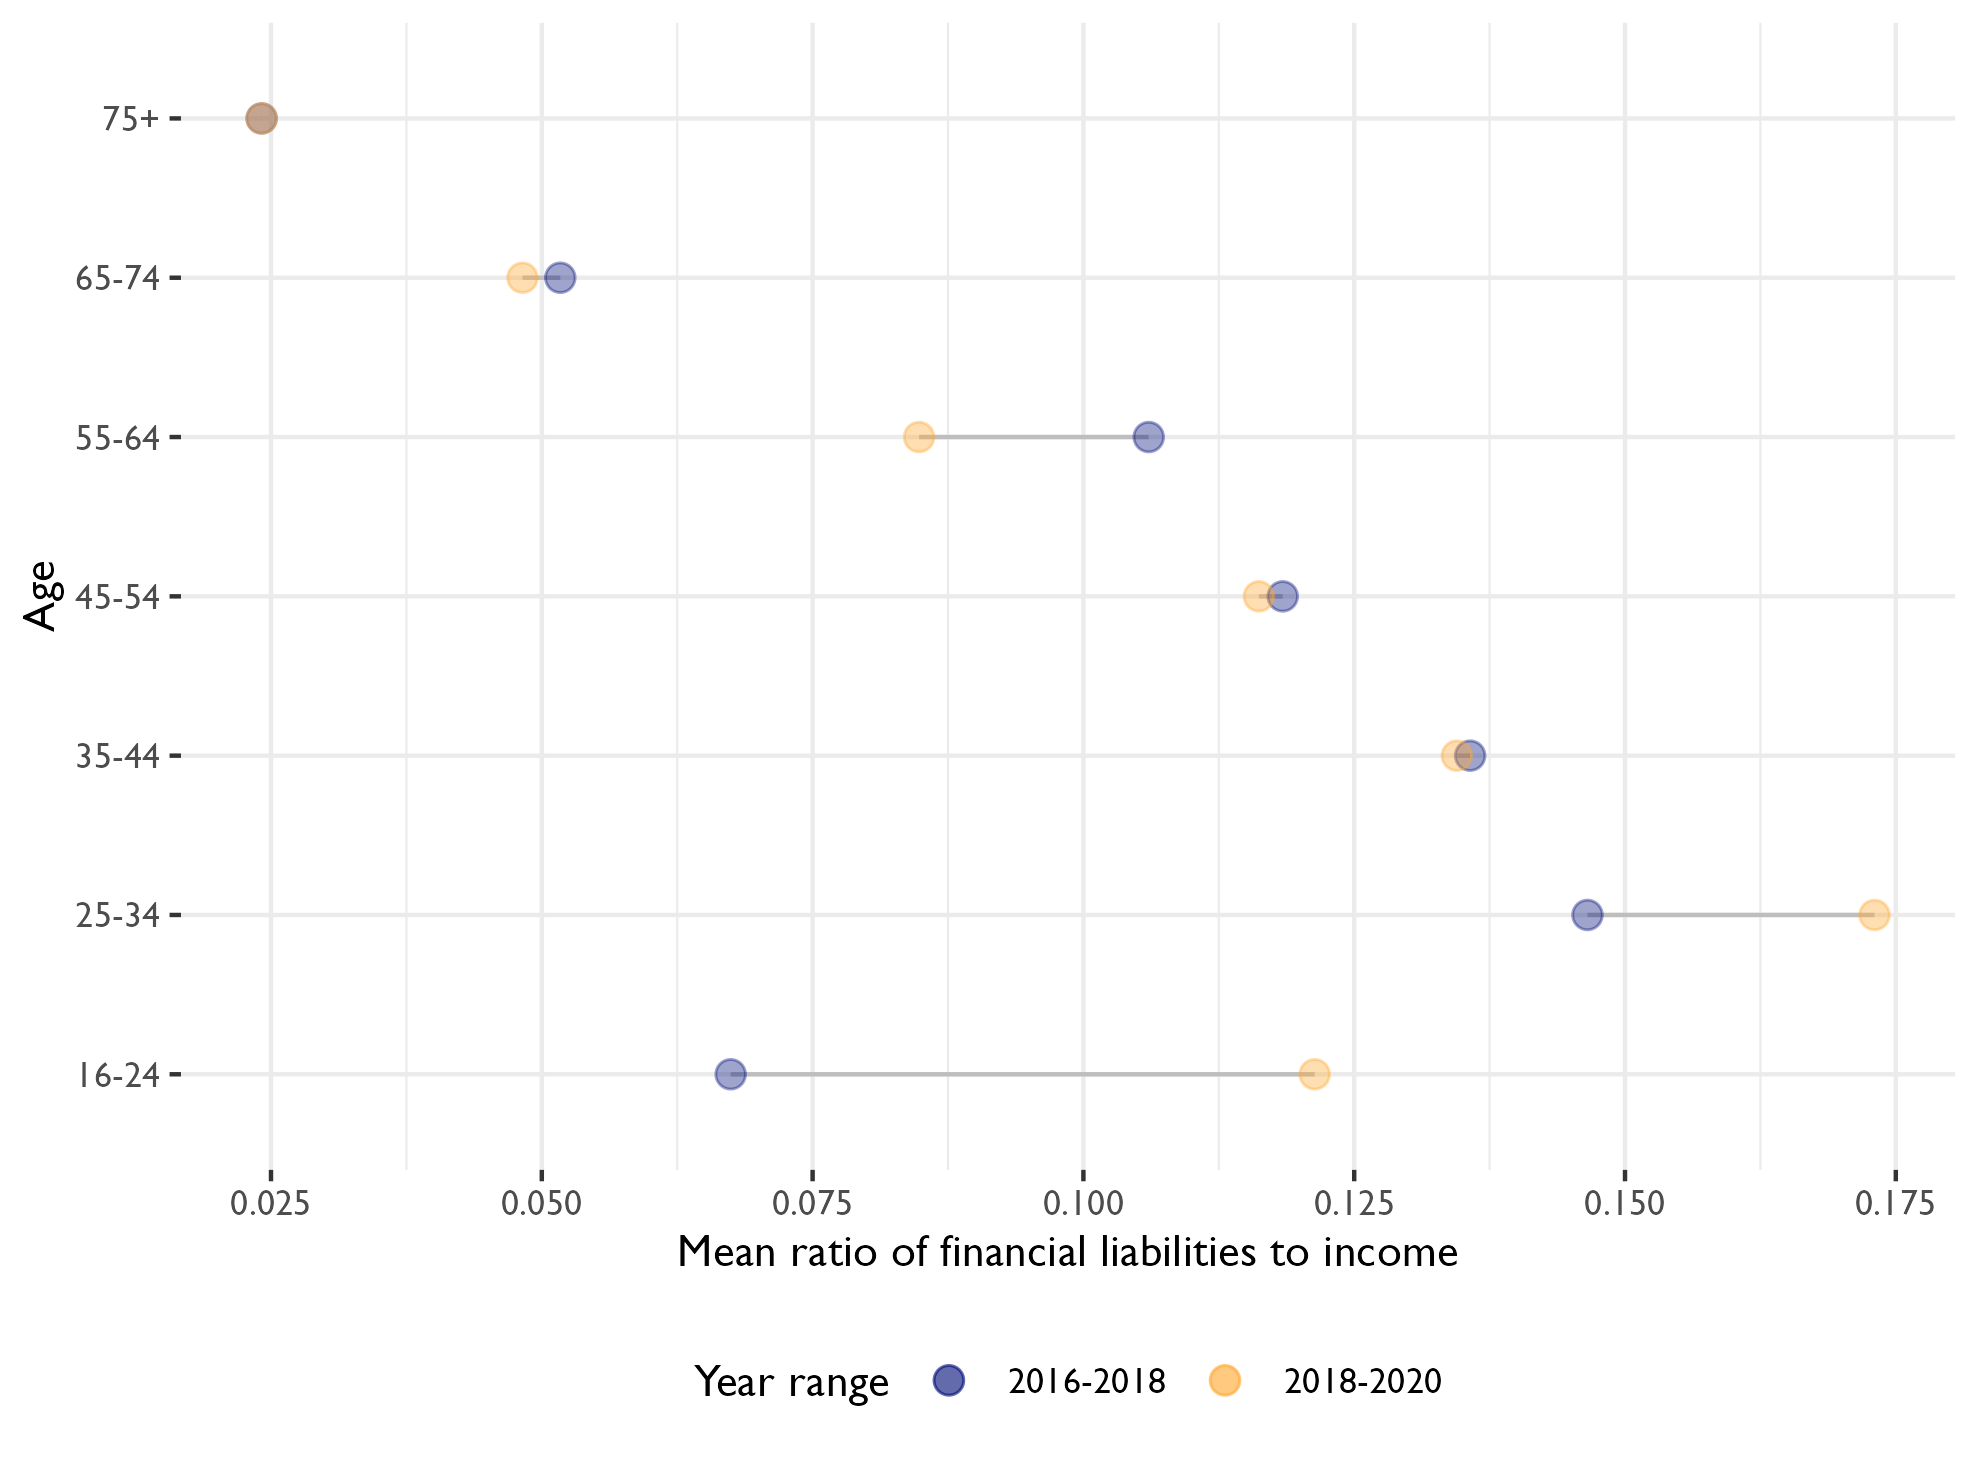 75+
65-74
55-64
45-54
35-44
25-34
16-24
Age
0.025 0.050 0.075 0.100 0.125 0.150 0.175
Mean ratio of financial liabilities to income
Year range 2016-2018 2018-2020